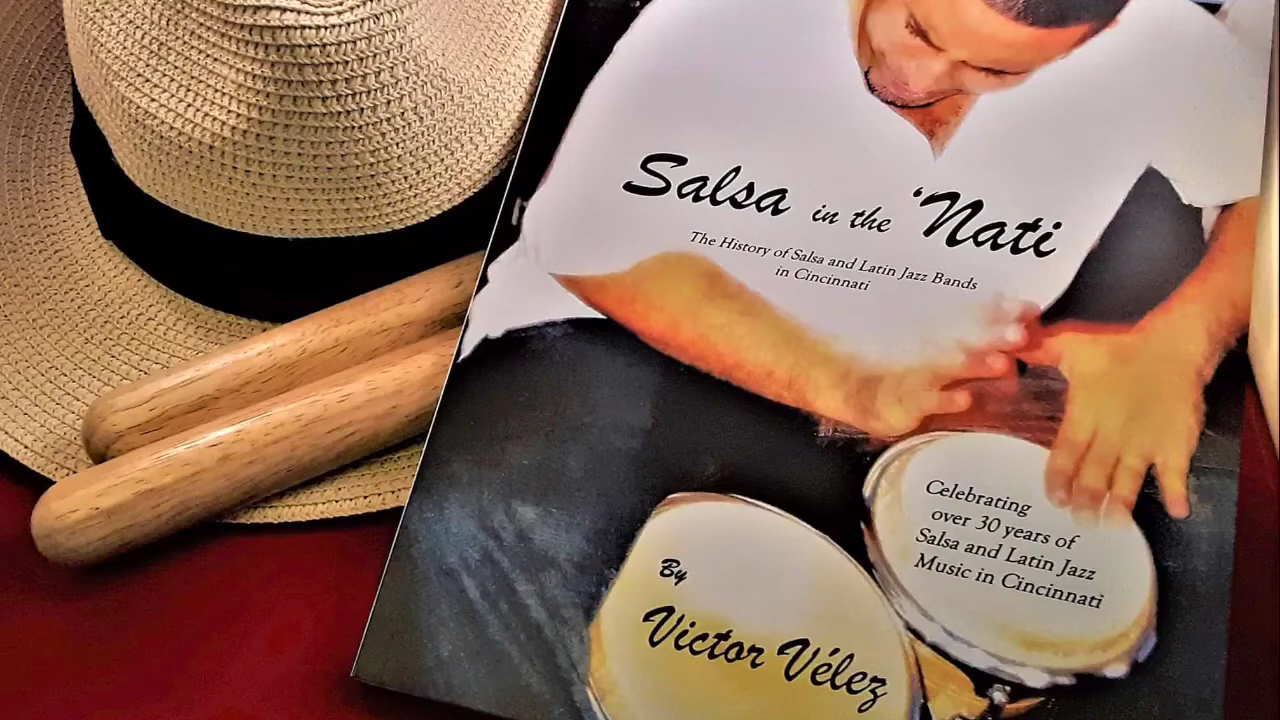 Salsa in the ‘Nati
The History of Salsa and Latin Jazz Bands
in Cincinnati
Celebrating
over 30 years of
Salsa and Latin Jazz
Music in Cincinnati
By
Victor Vélez